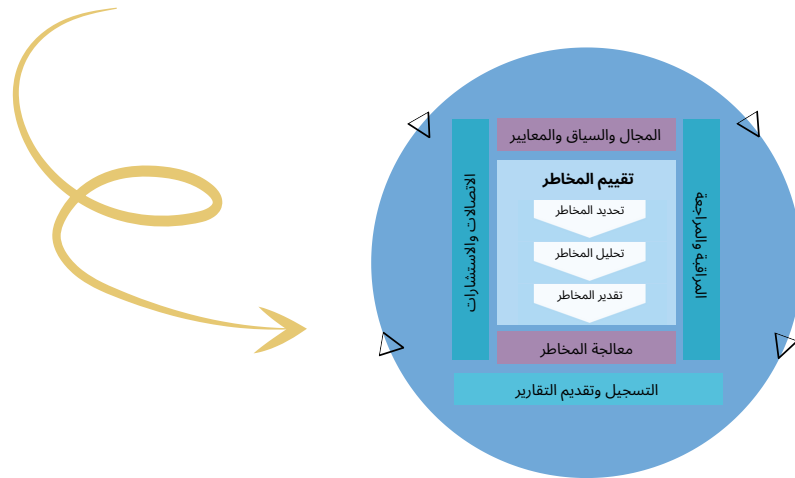 المجال والسياق والمعايير
الاتصالات والاستشارات
تقييم المخاطر
تحديد المخاطر
تحليل المخاطر
تقدير المخاطر
المراقبة والمراجعة
معالجة المخاطر
التسجيل وتقديم التقارير